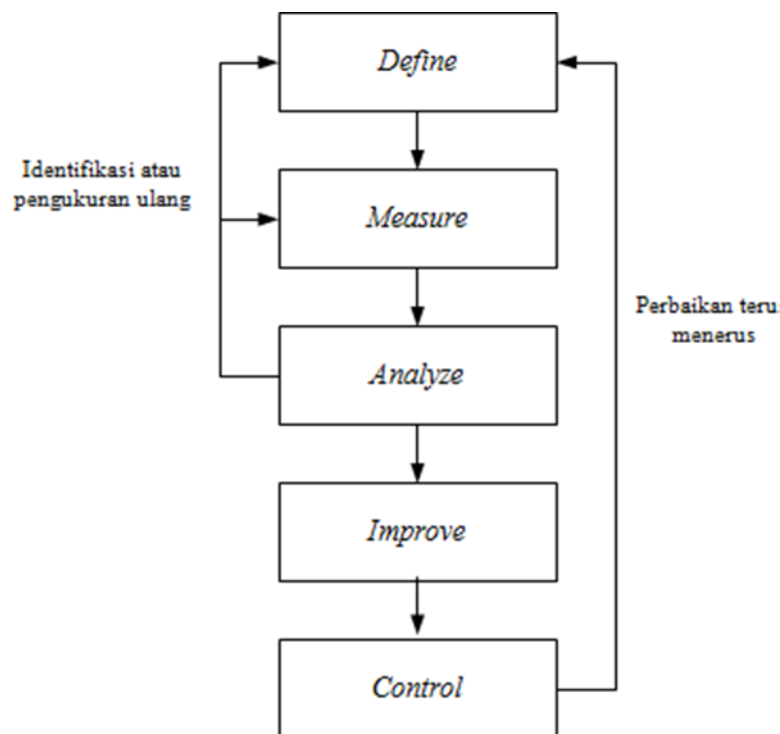 Define
Identifikasi atau
pengukuran ulang
Measure
Perbaikan teru
menerus
Analyze
Improve
Control